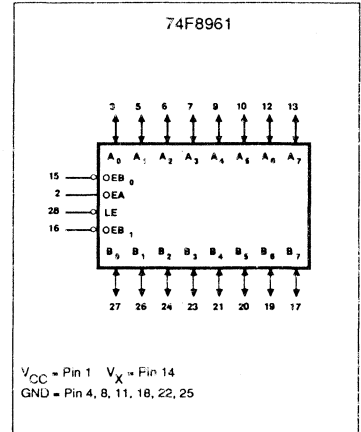 74F8961
3 5 6 7 9 10 12 13
A0 A1 A2 A3 A4 A5 A6 A7
15 OEB0
2 OEA
28 LE
16 OEB1
B0 B1 B2 B3 B4 B5 B6 B7
27 26 24 23 21 20 19 17
VCC = Pin 1 VX = Pin 14
GND = Pin 4, 8, 11, 18, 22, 25